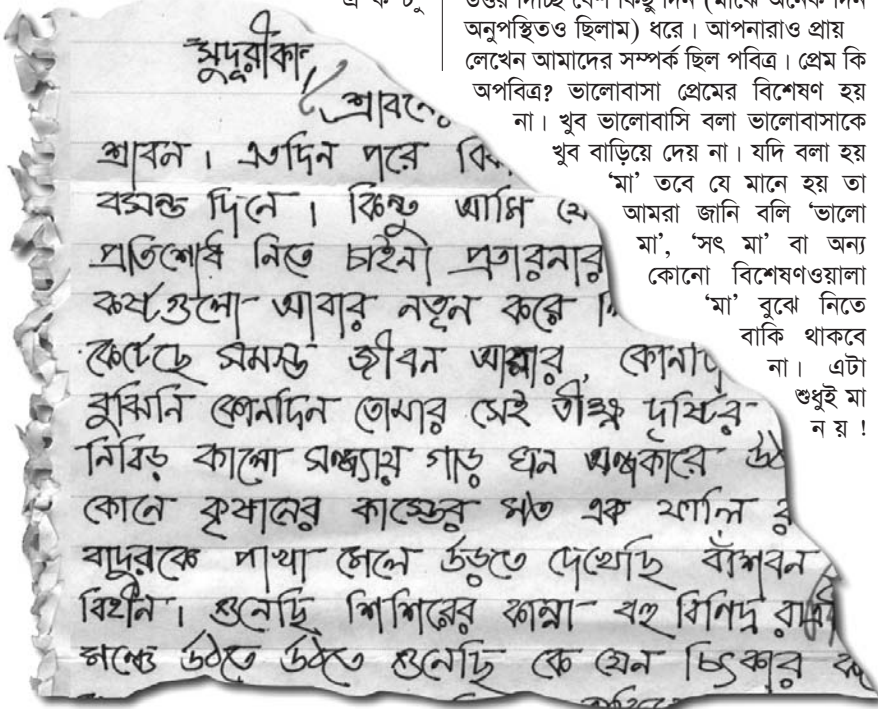 উত্তর দিচ্ছি বেশ কিছু দিন (মাঝে অনেক দিন
অনুপস্থিতও ছিলাম) ধরে। আপনারাও প্রায়
লেখেন আমাদের সম্পর্ক ছিল পবিত্র। প্রেম কি
অপবিত্র? ভালোবাসা প্রেমের বিশেষণ হয়
না। খুব ভালোবাসি বলা ভালোবাসাকে
খুব বাড়িয়ে দেয় না। যদি বলা হয়
‘মা’ তবে যে মানে হয় তা
আমরা জানি বলি ‘ভালো
মা’, ‘সৎ মা’ বা অন্য
কোনো বিশেষণওয়ালা
‘মা’ বুঝে নিতে
বাকি থাকবে
না। এটা
শুধুই মা
ন য় !
সুদূরীকা,
শ্রাবনের
শ্রাবন। এতদিন পরে
বসন্ত দিনে। কিন্তু আমি
প্রতিশোধ নিতে চাইনা প্রতারনার
কষ্টগুলো আবার নতুন করে
কেটেছে সমস্ত জীবন আমার,
বুঝিনি কোনদিন তোমার সেই তীক্ষ্ণ দৃষ্টির
নিবিড় কালো সন্ধ্যায় গাঢ় ঘন অন্ধকারে
কোনে কৃষানের কাস্তের মত এক ফালি
বাদুরকে পাখা মেলে উড়তে দেখেছি বাঁশবন
বিহীন। শুনেছি শিশিরের কান্না বহু বিনিদ্র রাত্রী
মঞ্চে উঠতে উঠতে শুনেছি কে যেন চিৎকার